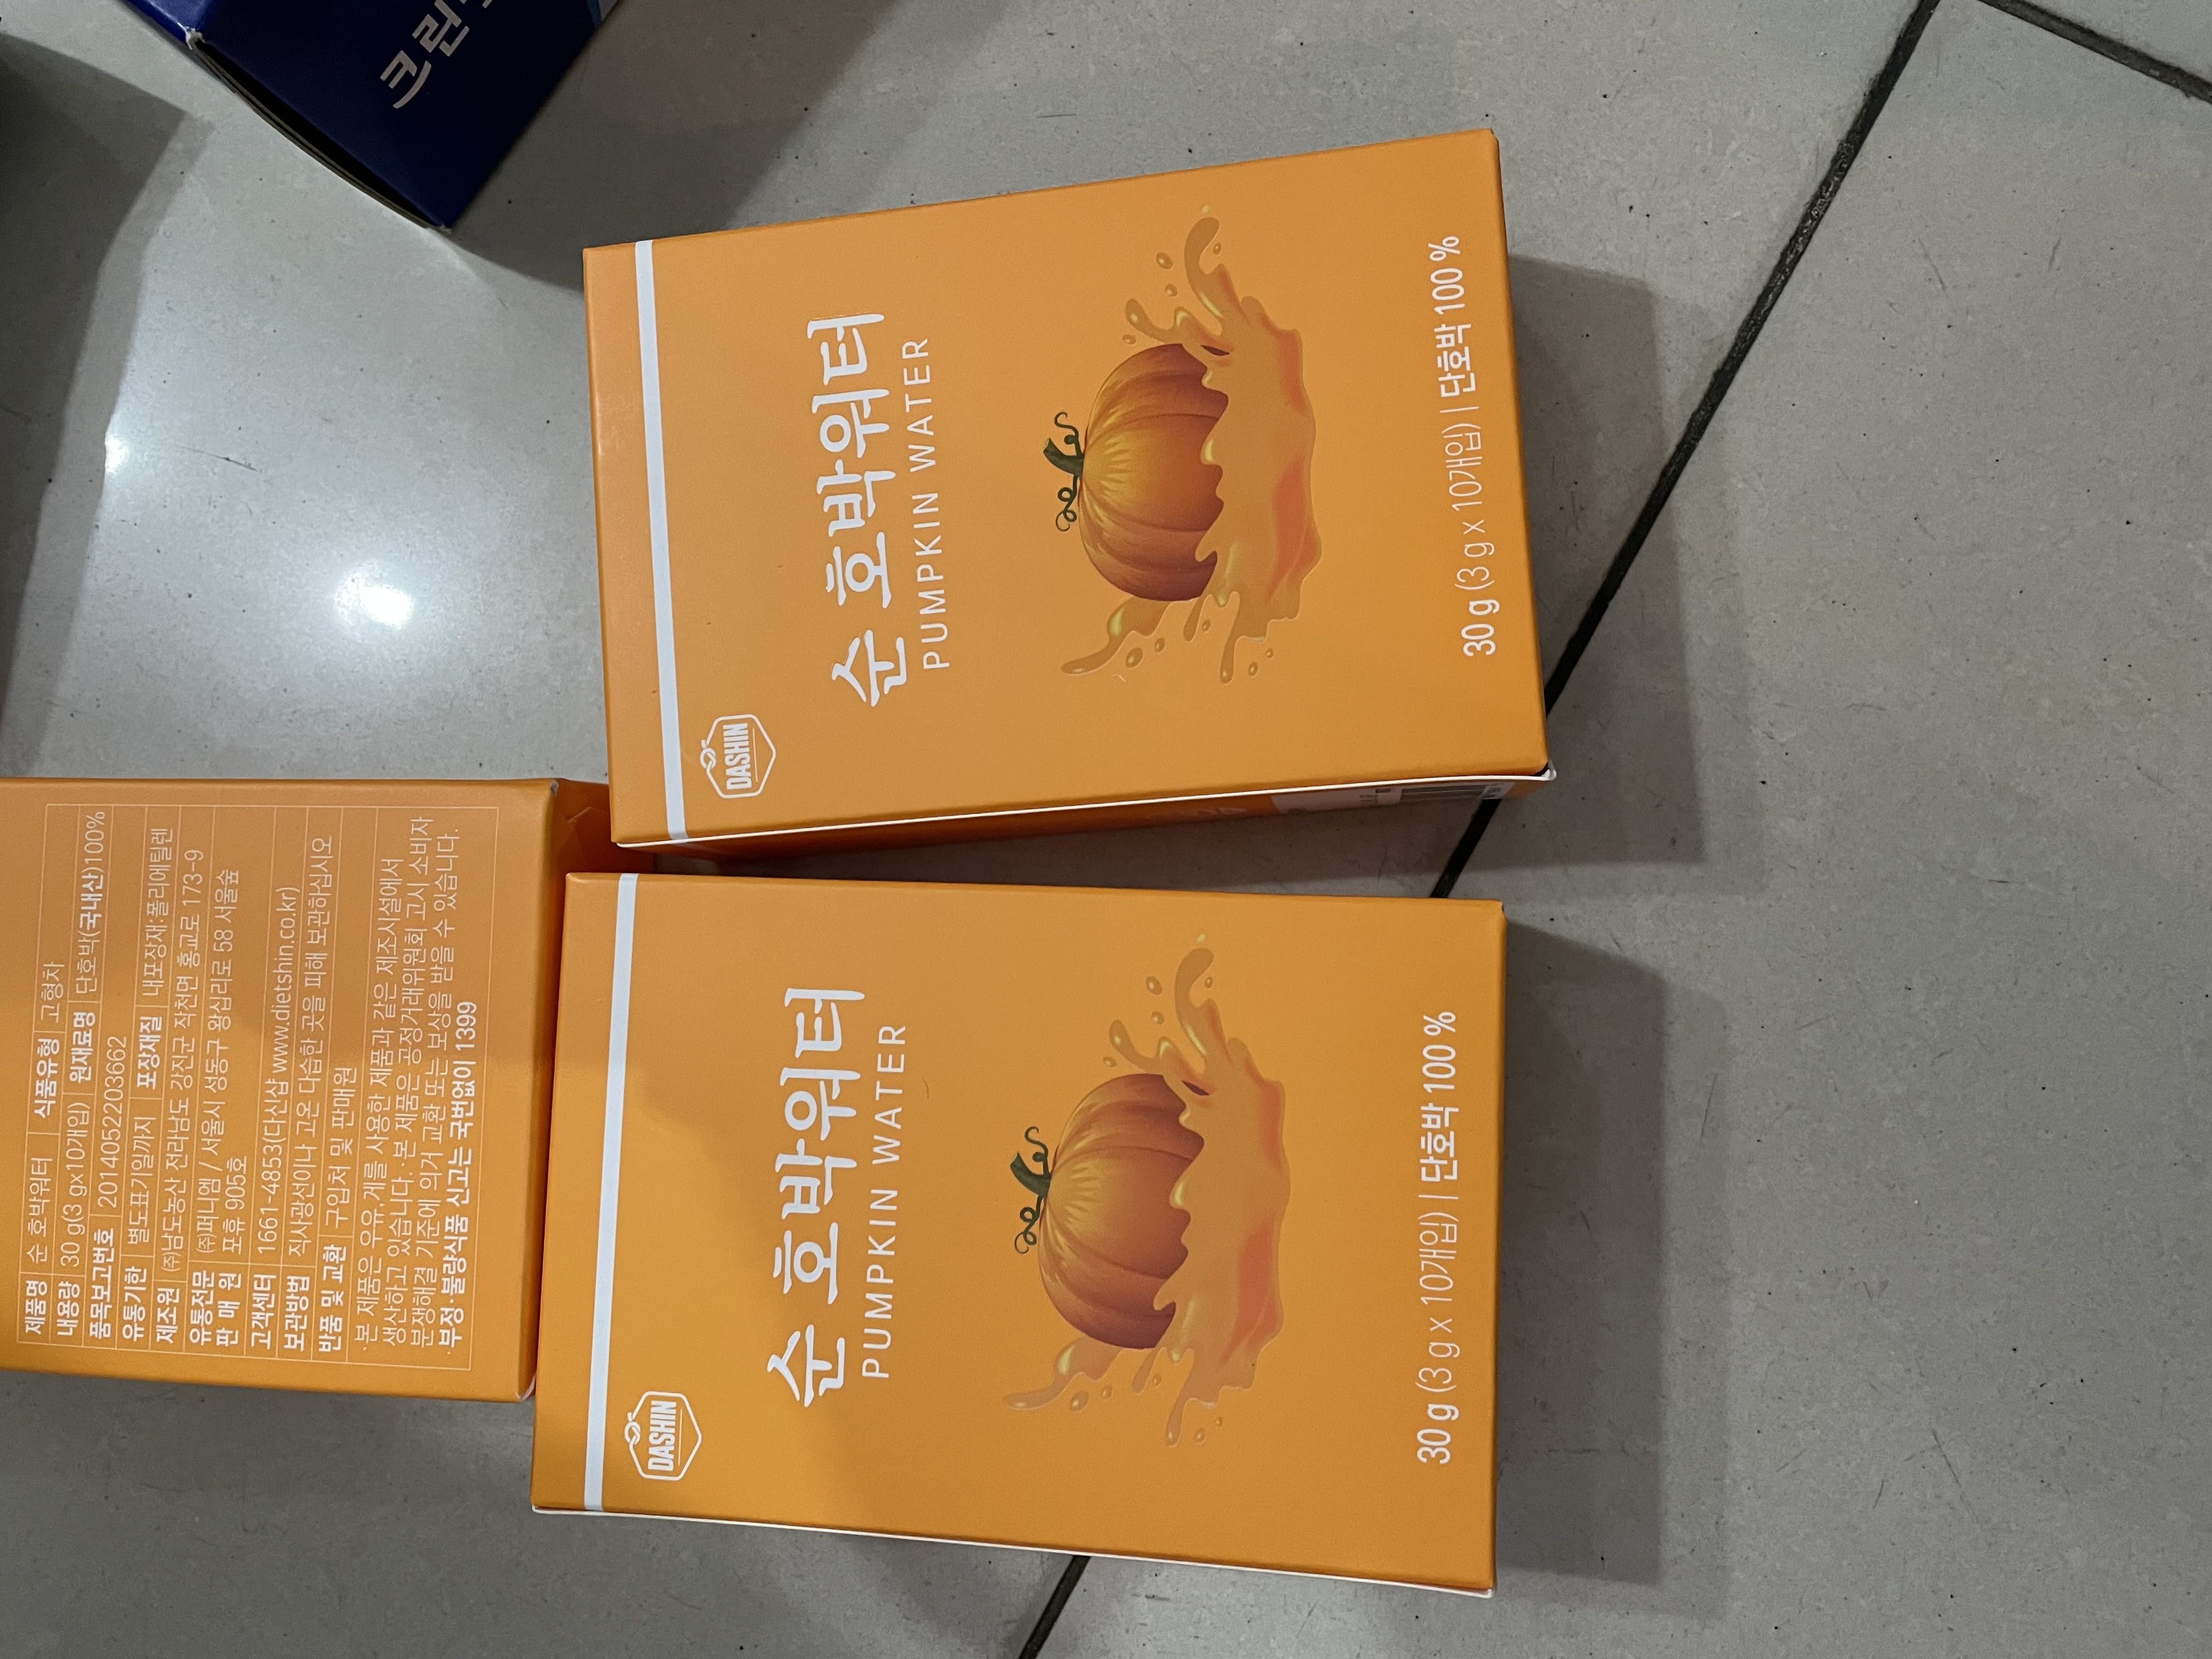 크린
DASHIN
순 호박워터
PUMPKIN WATER
30 g (3 g x 10개입) | 단호박 100 %
DASHIN
순 호박워터
PUMPKIN WATER
30 g (3 g x 10개입) | 단호박 100 %
제품명 순 호박워터 식품유형 고형차
내용량 30 g(3 gx10개입) 원재료명 단호박(국내산)100%
품목보고번호 2014052203662
유통기한 별도표기일까지 포장재질 내포장재:폴리에틸렌
제조원 (주)남도농산 전라남도 강진군 작천면 홍교로 173-9
유통전문 (주)퍼니엠 / 서울시 성동구 왕십리로 58 서울숲
판 매 원 포휴 905호
고객센터 1661-4853(다신샵 www.dietshin.co.kr)
보관방법 직사광선이나 고온 다습한 곳을 피해 보관하십시오
반품 및 교환 구입처 및 판매원
·본 제품은 우유,게를 사용한 제품과 같은 제조시설에서
생산하고 있습니다.·본 제품은 공정거래위원회 고시 소비자
분쟁해결 기준에 의거 교환 또는 보상을 받을 수 있습니다.
·부정·불량식품 신고는 국번없이 1399